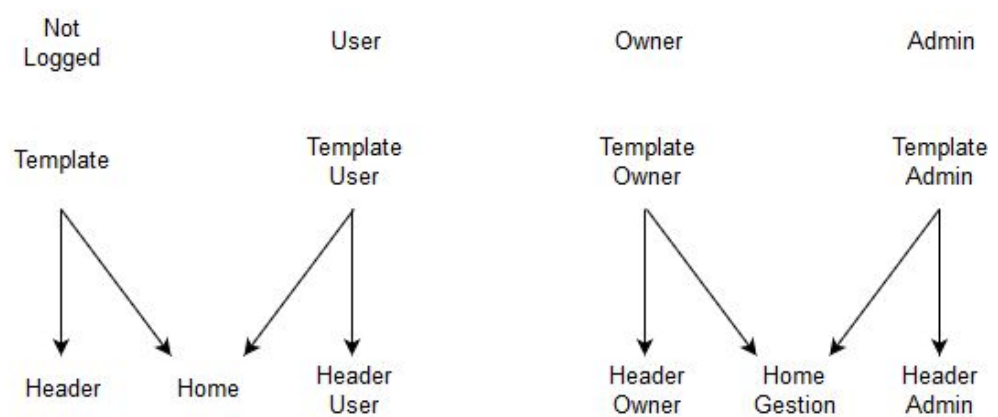 Not
Logged
User
Owner
Admin
Template
Template
User
Template
Owner
Template
Admin
Header
Home
Header
User
Header
Owner
Home
Gestion
Header
Admin